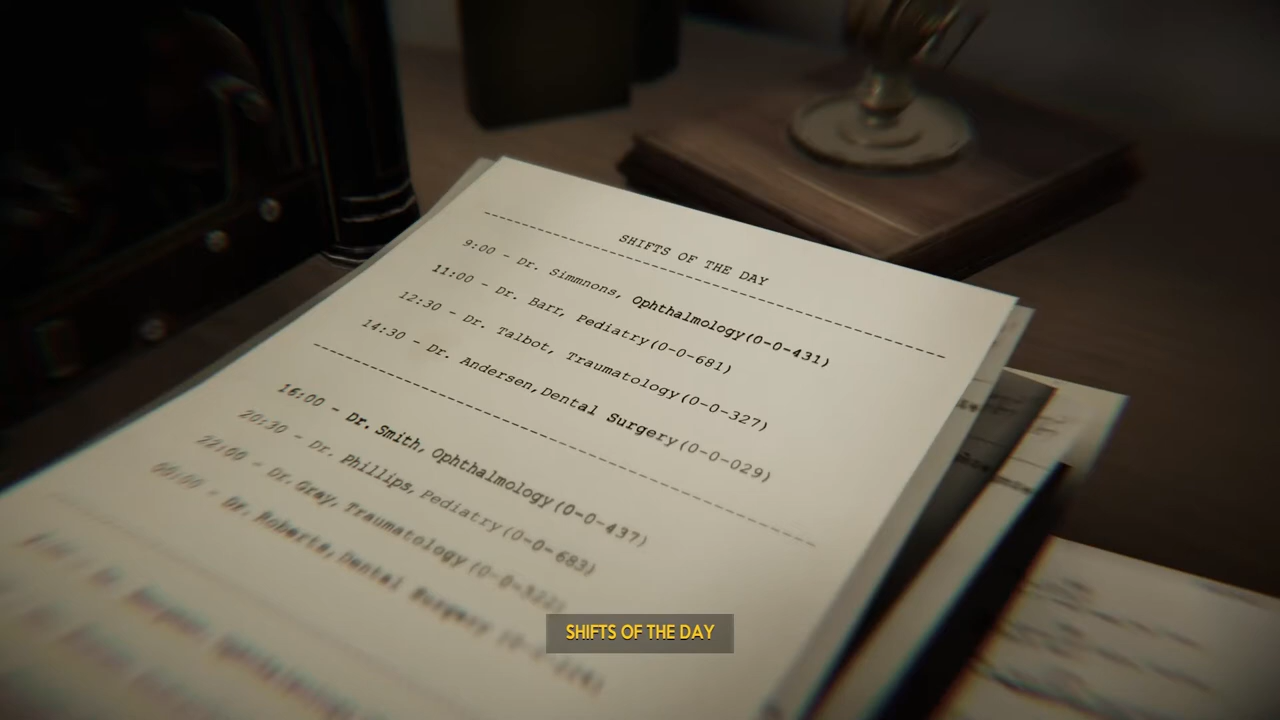 SHIFTS OF THE DAY
9:00 - Dr. Simmnons, Ophthalmology(0-0-431)
11:00 - Dr. Barr, Pediatry(0-0-681)
12:30 - Dr. Talbot, Traumatology(0-0-327)
14:30 - Dr. Andersen,Dental Surgery(0-0-029)
16:00 - Dr. Smith, Ophthalmology(0-0-437)
20:30 - Dr. Phillips, Pediatry(0-0-683)
22:00 - Dr.Gray, Traumatology
00:00 - Dr. Roberts,Dental Surgery
SHIFTS OF THE DAY